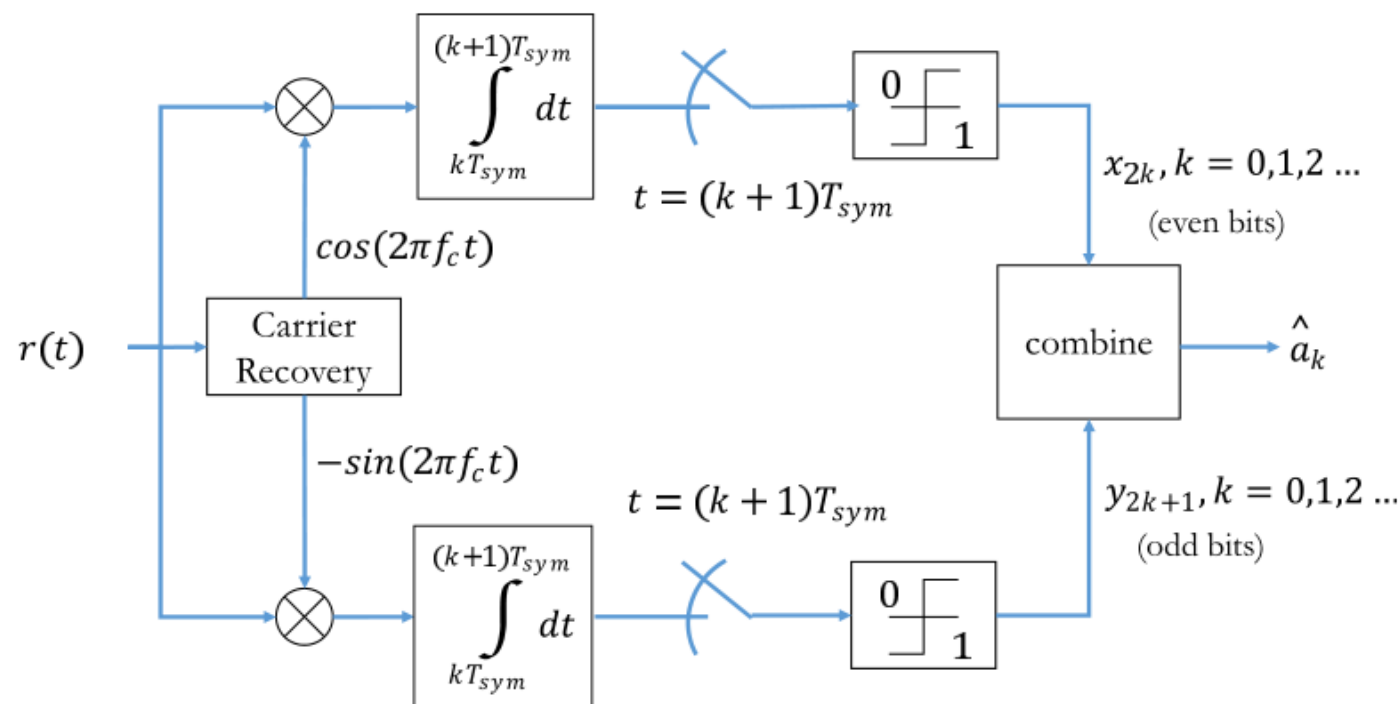 (k+1)T_sym
∫ dt
kT_sym
0
1
t = (k + 1)T_sym
x_2k, k = 0,1,2 ...
(even bits)
cos(2πf_c t)
r(t)
Carrier
Recovery
combine
â_k
−sin(2πf_c t)
t = (k + 1)T_sym
y_2k+1, k = 0,1,2 ...
(odd bits)
(k+1)T_sym
∫ dt
kT_sym
0
1